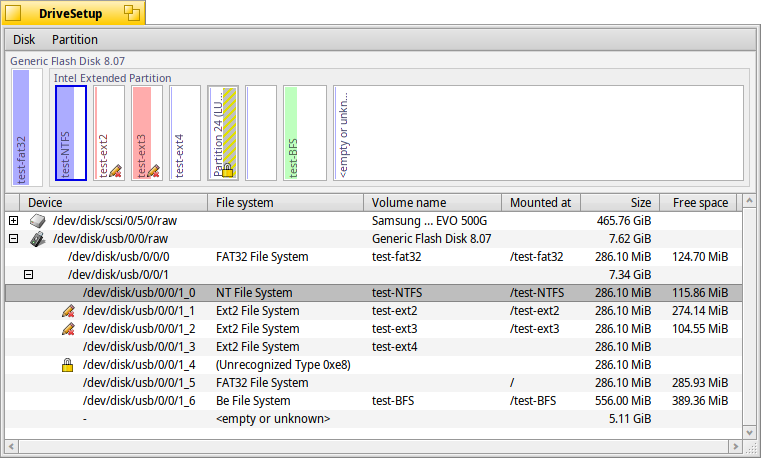 DriveSetup
Disk Partition
Generic Flash Disk 8.07
Intel Extended Partition
test-fat32
test-NTFS
test-ext2
test-ext3
test-ext4
Partition 24 (LU...
test-BFS
<empty or unkn...
Device File system Volume name Mounted at Size Free space
/dev/disk/scsi/0/5/0/raw Samsung ... EVO 500G 465.76 GiB
/dev/disk/usb/0/0/raw Generic Flash Disk 8.07 7.62 GiB
/dev/disk/usb/0/0/0 FAT32 File System test-fat32 /test-fat32 286.10 MiB 124.70 MiB
/dev/disk/usb/0/0/1 7.34 GiB
/dev/disk/usb/0/0/1_0 NT File System test-NTFS /test-NTFS 286.10 MiB 115.86 MiB
/dev/disk/usb/0/0/1_1 Ext2 File System test-ext2 /test-ext2 286.10 MiB 274.14 MiB
/dev/disk/usb/0/0/1_2 Ext2 File System test-ext3 /test-ext3 286.10 MiB 104.55 MiB
/dev/disk/usb/0/0/1_3 Ext2 File System test-ext4 286.10 MiB
/dev/disk/usb/0/0/1_4 (Unrecognized Type 0xe8) 286.10 MiB
/dev/disk/usb/0/0/1_5 FAT32 File System / 286.10 MiB 285.93 MiB
/dev/disk/usb/0/0/1_6 Be File System test-BFS /test-BFS 556.00 MiB 389.36 MiB
- <empty or unknown> 5.11 GiB